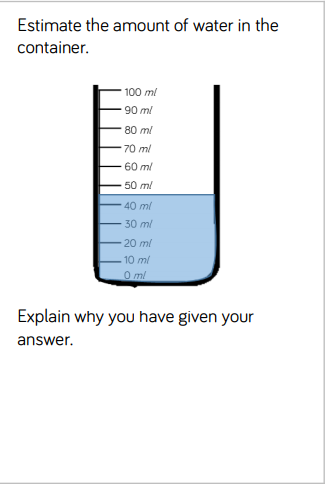 Estimate the amount of water in the
container.
100 ml
90 ml
80 ml
70 ml
60 ml
50 ml
40 ml
30 ml
20 ml
10 ml
0 ml
Explain why you have given your
answer.